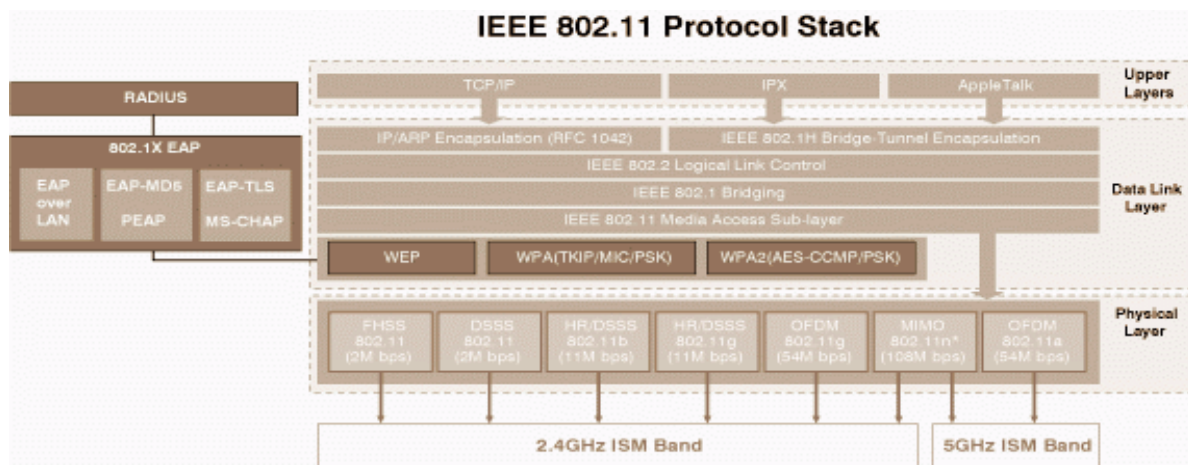 IEEE 802.11 Protocol Stack
TCP/IP
IPX
AppleTalk
Upper
Layers
RADIUS
802.1X EAP
EAP
over
LAN
EAP-MD5
PEAP
EAP-TLS
MS-CHAP
IP/ARP Encapsulation (RFC 1042)
IEEE 802.1H Bridge-Tunnel Encapsulation
IEEE 802.2 Logical Link Control
IEEE 802.1 Bridging
IEEE 802.11 Media Access Sub-layer
Data Link
Layer
WEP
WPA(TKIP/MIC/PSK)
WPA2(AES-CCMP/PSK)
Physical
Layer
FHSS
802.11
(2M bps)
DSSS
802.11
(2M bps)
HR/DSSS
802.11b
(11M bps)
HR/DSSS
802.11g
(11M bps)
OFDM
802.11g
(54M bps)
MIMO
802.11n*
(108M bps)
OFDM
802.11a
(54M bps)
2.4GHz ISM Band
5GHz ISM Band